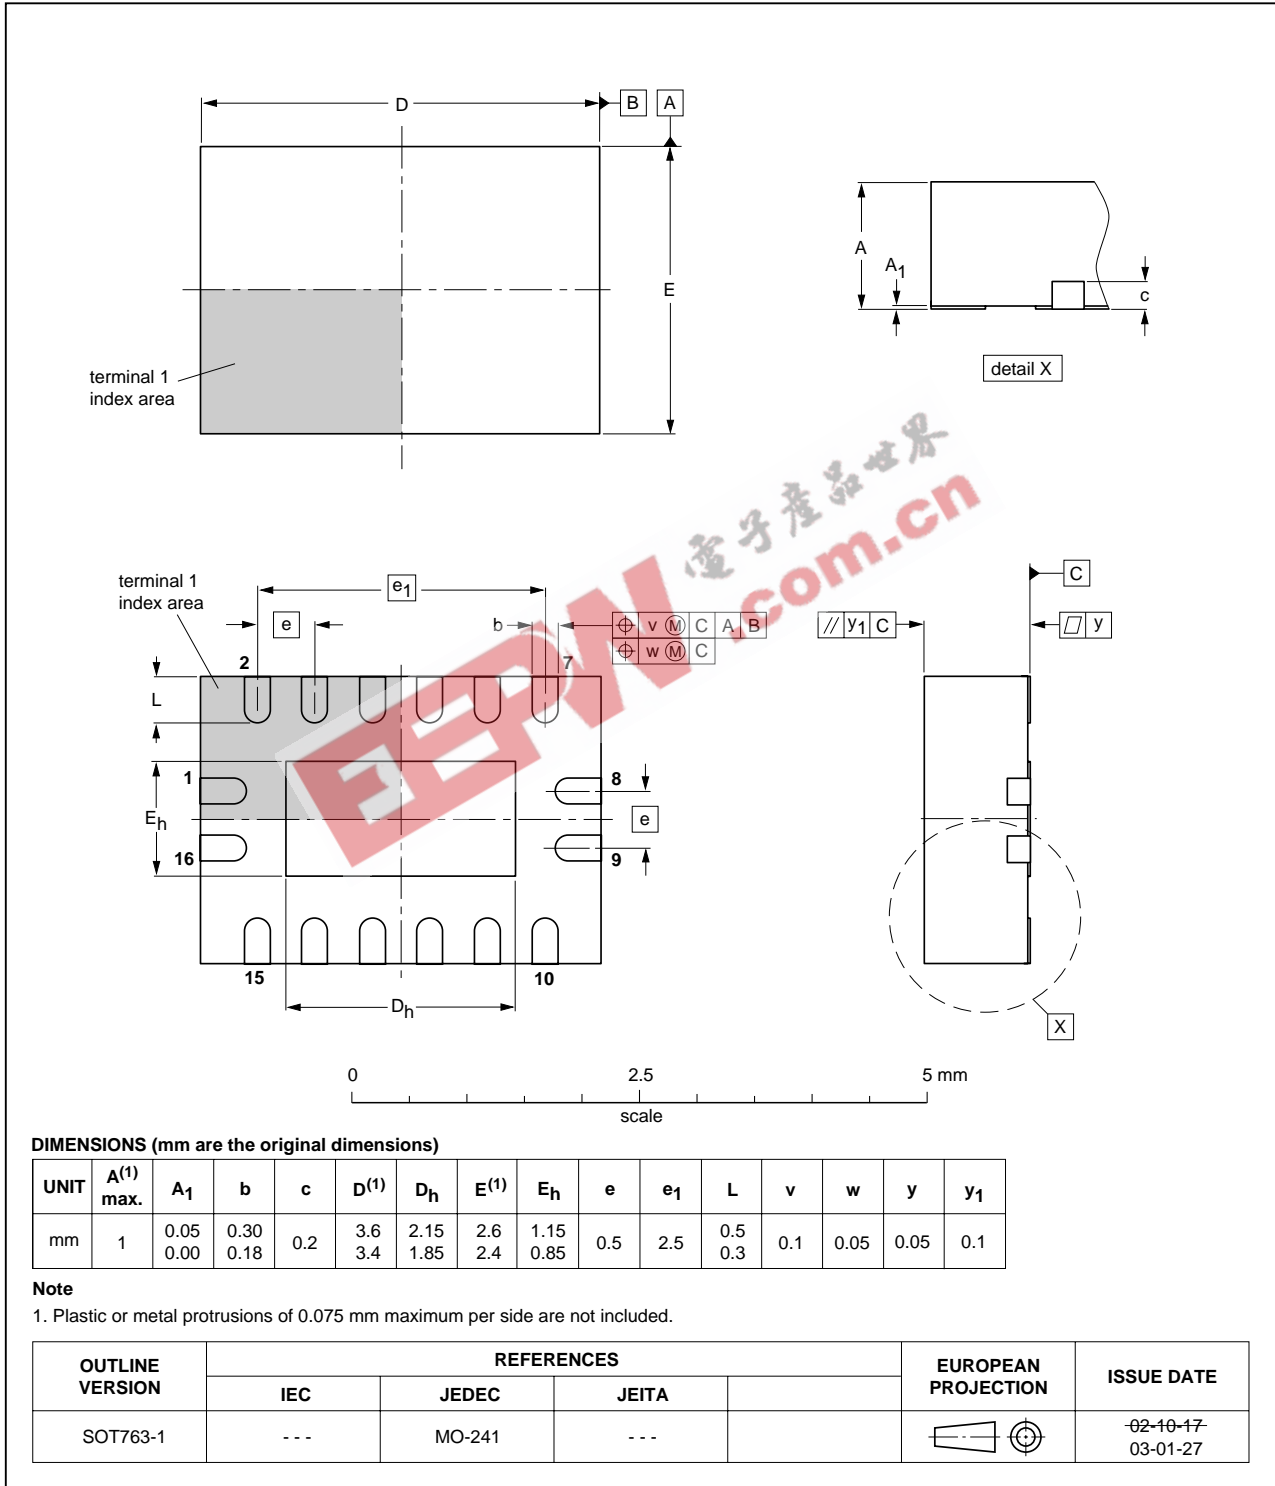 D
B
A
E
terminal 1
index area
A
A1
c
detail X
terminal 1
index area
e1
e
b
v M C A B
w M C
2
7
L
1
8
Eh
e
16
9
15
10
Dh
C
// y1 C
y
X
電子產品世界
EEPW.com.cn
0 2.5 5 mm
scale
DIMENSIONS (mm are the original dimensions)
UNIT A(1) max. A1 b c D(1) Dh E(1) Eh e e1 L v w y y1
mm 1 0.05 0.00 0.30 0.18 0.2 3.6 3.4 2.15 1.85 2.6 2.4 1.15 0.85 0.5 2.5 0.5 0.3 0.1 0.05 0.05 0.1
Note
1. Plastic or metal protrusions of 0.075 mm maximum per side are not included.
OUTLINE VERSION REFERENCES EUROPEAN PROJECTION ISSUE DATE
IEC JEDEC JEITA
SOT763-1 - - - MO-241 - - - 02-10-17
03-01-27